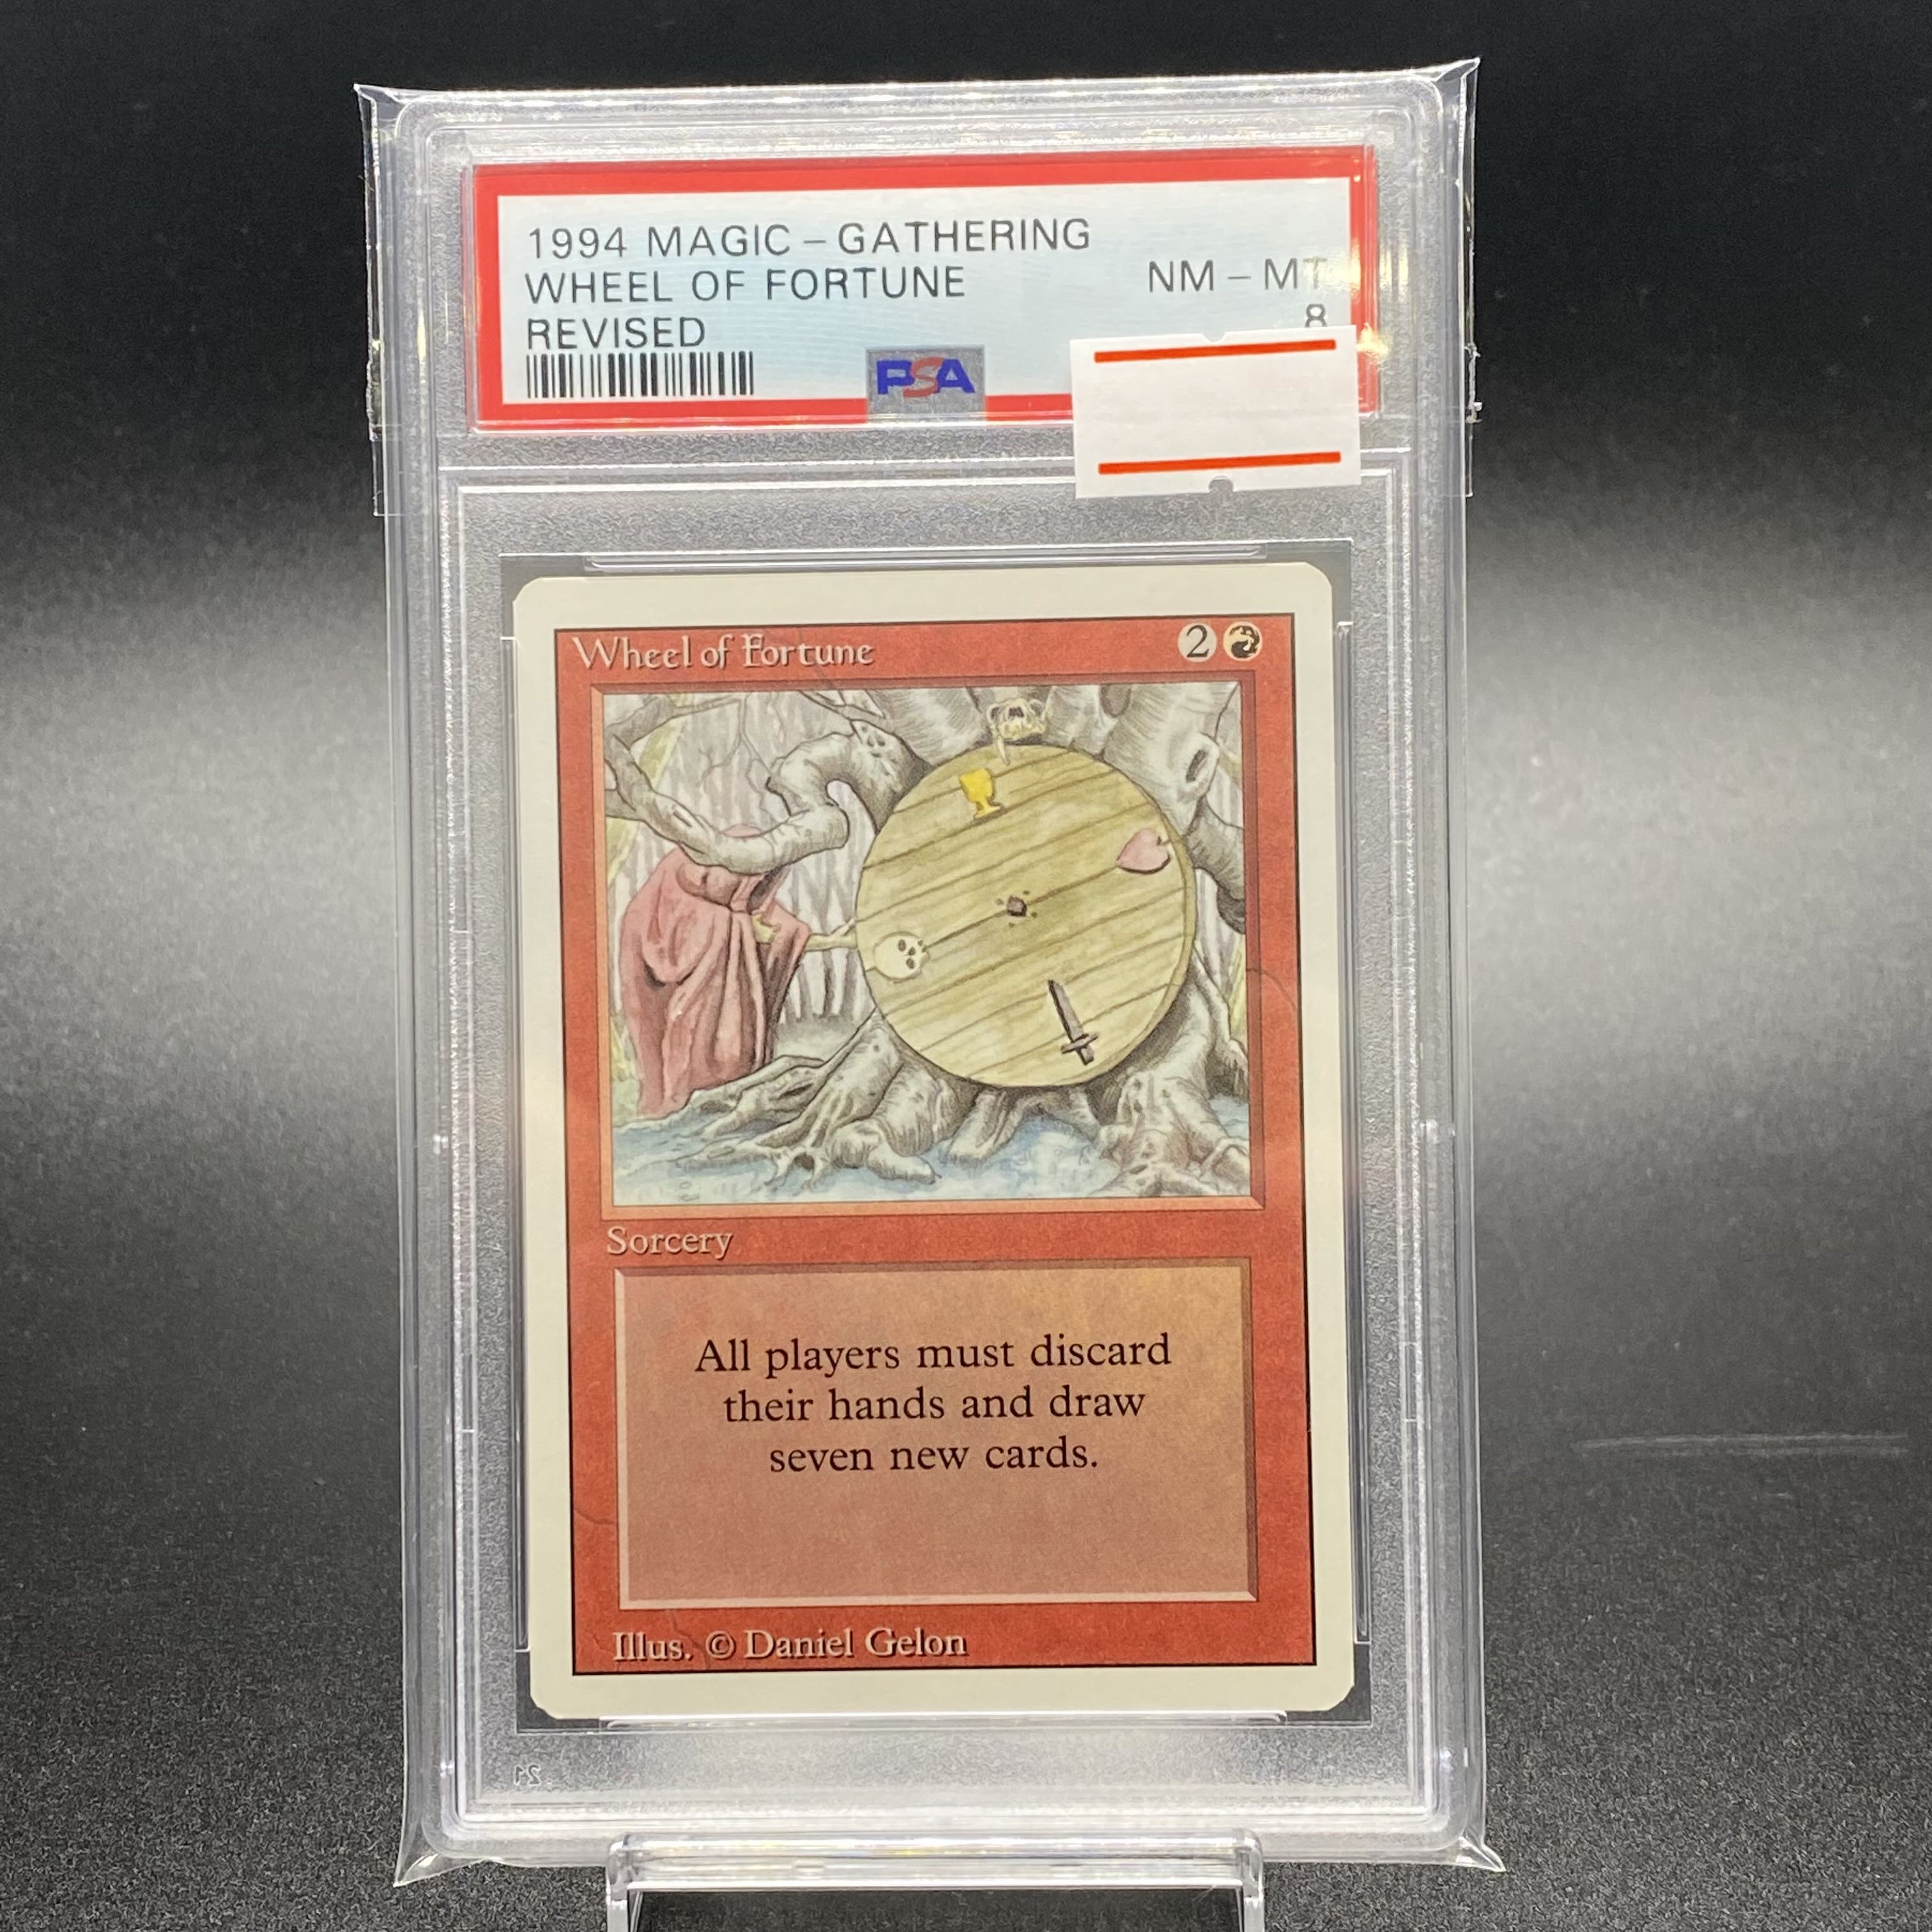 1994 MAGIC – GATHERING
WHEEL OF FORTUNE NM – MT
REVISED 8
PSA
Wheel of Fortune 2
Sorcery
All players must discard
their hands and draw
seven new cards.
Illus. © Daniel Gelon
21